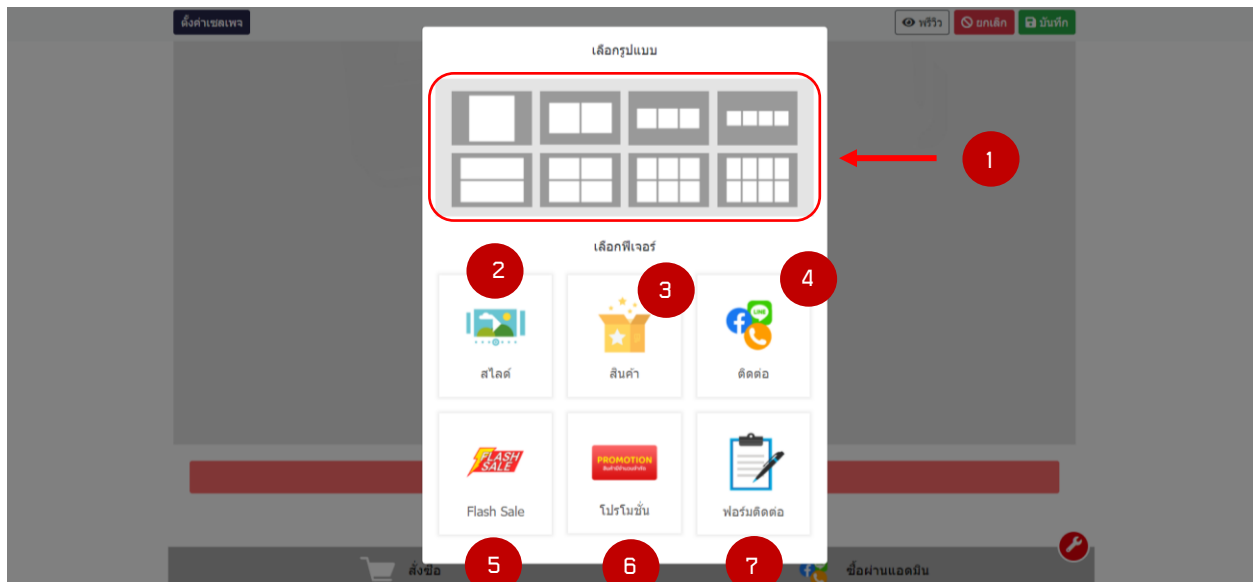 ตั้งค่าเซลเพจ
พรีวิว
ยกเลิก
บันทึก
เลือกรูปแบบ
1
เลือกฟีเจอร์
2
3
4
LINE
สไลด์
สินค้า
ติดต่อ
FLASH
SALE
PROMOTION
Flash Sale
โปรโมชั่น
ฟอร์มติดต่อ
5
6
7
สั่งซื้อ
ซื้อผ่านแอดมิน